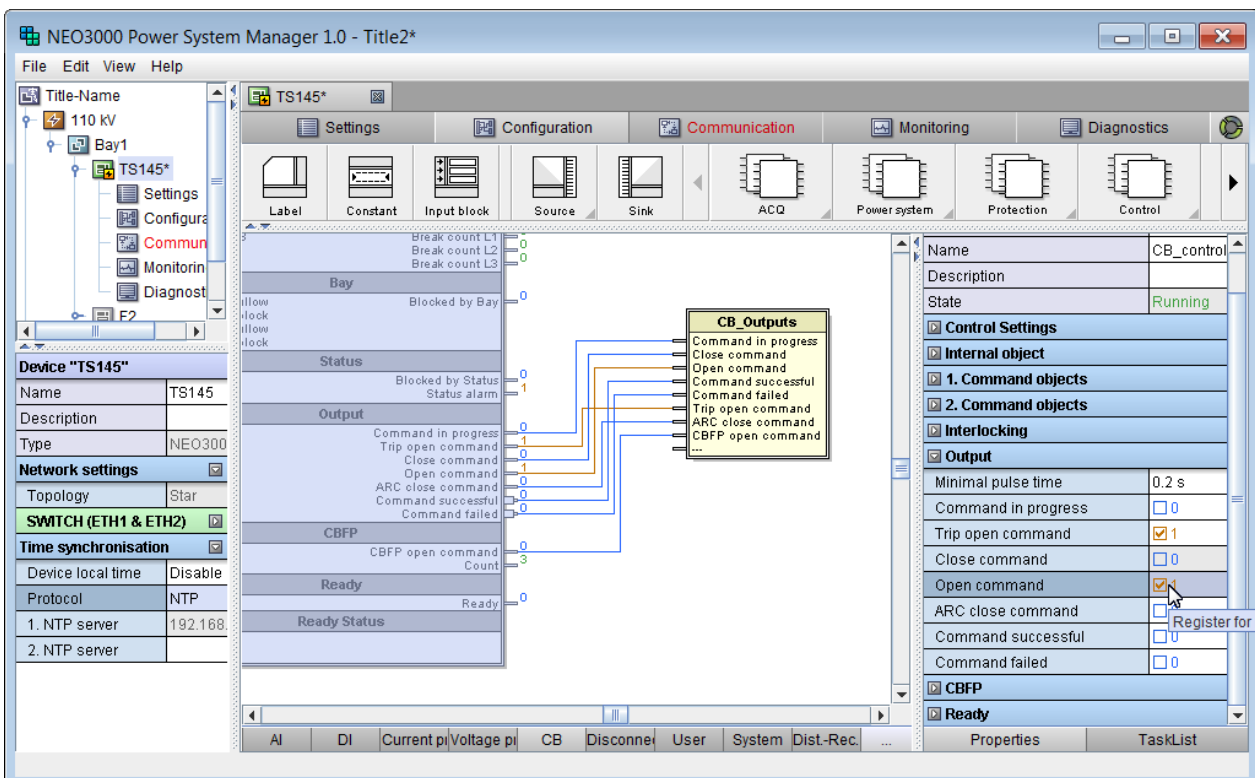 NEO3000 Power System Manager 1.0 - Title2*
File Edit View Help
Title-Name
110 kV
Bay1
TS145*
Settings
Configura
Commun
Monitorin
Diagnost
E2
Device "TS145"
Name TS145
Description
Type NEO300
Network settings
Topology Star
SWITCH (ETH1 & ETH2)
Time synchronisation
Device local time Disable
Protocol NTP
1. NTP server 192.168.
2. NTP server
TS145*
Settings Configuration Communication Monitoring Diagnostics
Label Constant Input block Source Sink ACQ Power system Protection Control
Break count L1
Break count L2 0
Break count L3 0
Bay
Blocked by Bay 0
Status
Blocked by Status 0
Status alarm 1
Output
Command in progress 0
Trip open command 1
Close command 0
Open command 1
ARC close command 0
Command successful 0
Command failed 0
CBFP
CBFP open command 0
Count 3
Ready
Ready 0
Ready Status
CB_Outputs
Command in progress
Close command
Open command
Command successful
Command failed
Trip open command
ARC close command
CBFP open command
---
AI DI Current pr Voltage pr CB Disconnec User System Dist.-Rec. ...
Name CB_control
Description
State Running
Control Settings
Internal object
1. Command objects
2. Command objects
Interlocking
Output
Minimal pulse time 0.2 s
Command in progress 0
Trip open command 1
Close command 0
Open command 1
ARC close command
Register for
Command successful 0
Command failed 0
CBFP
Ready
Properties TaskList